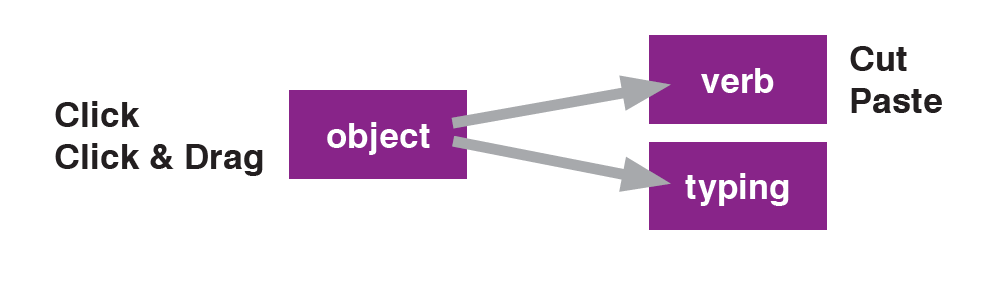 Click
Click & Drag
object
verb
typing
Cut
Paste